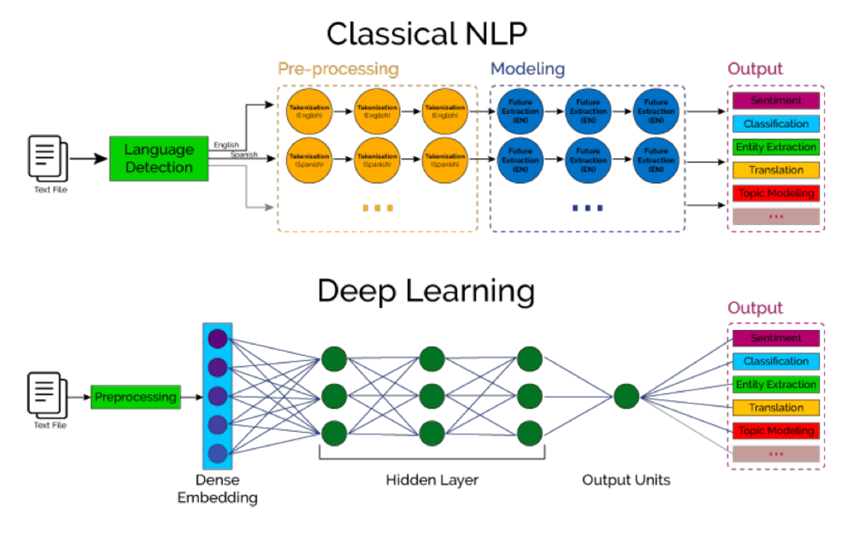 Classical NLP
Pre-processing
Modeling
Output
Tokenization
(English)
Tokenization
(English)
Tokenization
(English)
Future
Extraction
(EN)
Future
Extraction
(EN)
Future
Extraction
(EN)
Sentiment
Classification
Entity Extraction
Translation
Topic Modeling
...
Text File
Language
Detection
English
Spanish
Tokenization
(Spanish)
Tokenization
(Spanish)
Tokenization
(Spanish)
Future
Extraction
(EN)
Future
Extraction
(EN)
Future
Extraction
(EN)
...
...
Deep Learning
Output
Text File
Preprocessing
Sentiment
Classification
Entity Extraction
Translation
Topic Modeling
...
Dense
Embedding
Hidden Layer
Output Units